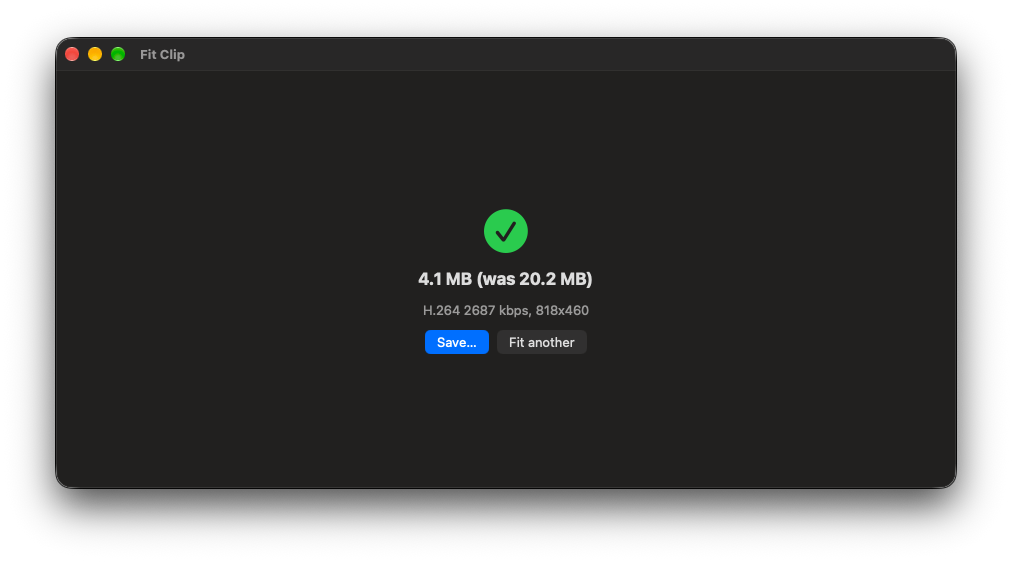 Fit Clip
4.1 MB (was 20.2 MB)
H.264 2687 kbps, 818x460
Save...
Fit another